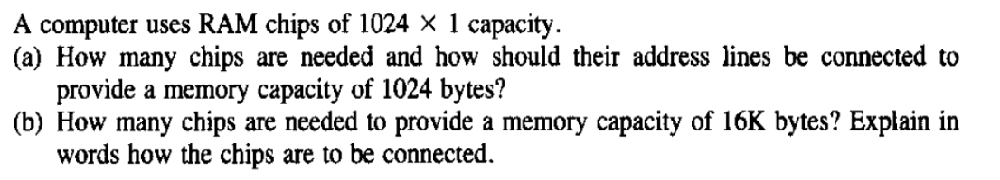 A computer uses RAM chips of 1024 × 1 capacity.
(a) How many chips are needed and how should their address lines be connected to
provide a memory capacity of 1024 bytes?
(b) How many chips are needed to provide a memory capacity of 16K bytes? Explain in
words how the chips are to be connected.